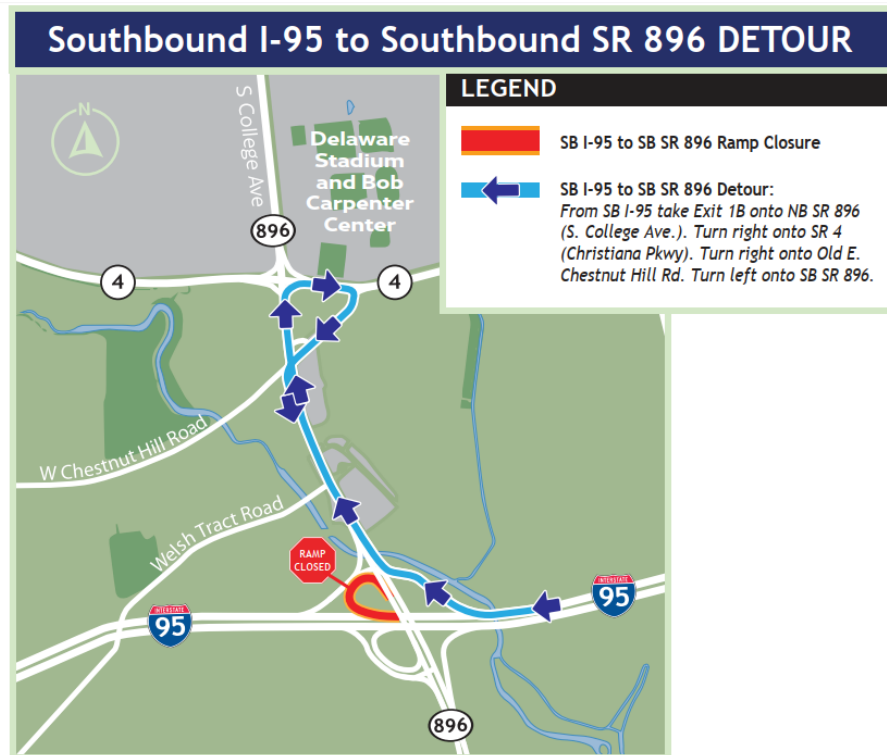 Southbound I-95 to Southbound SR 896 DETOUR
LEGEND
SB I-95 to SB SR 896 Ramp Closure
SB I-95 to SB SR 896 Detour:
From SB I-95 take Exit 1B onto NB SR 896
(S. College Ave.). Turn right onto SR 4
(Christiana Pkwy). Turn right onto Old E.
Chestnut Hill Rd. Turn left onto SB SR 896.
N
S College Ave
Delaware
Stadium
and Bob
Carpenter
Center
896
4
4
W Chestnut Hill Road
Welsh Tract Road
RAMP
CLOSED
INTERSTATE
95
INTERSTATE
95
896